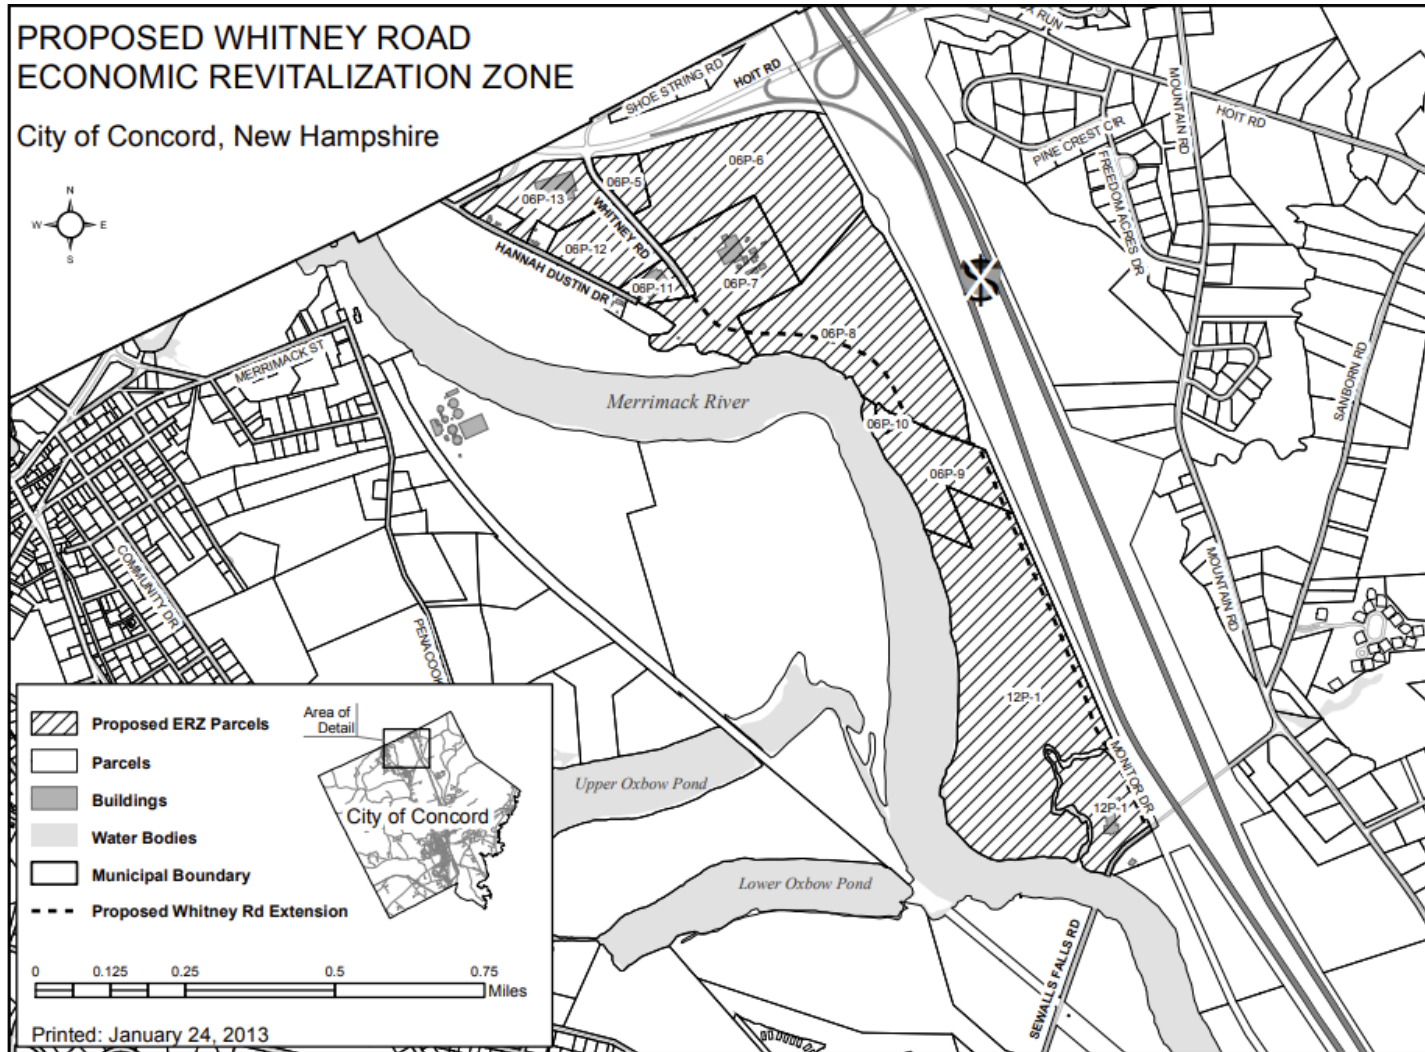 PROPOSED WHITNEY ROAD
ECONOMIC REVITALIZATION ZONE
City of Concord, New Hampshire
N
W
E
S
SHOE STRING RD
HOIT RD
X RUN
MOUNTAIN RD
HOIT RD
PINE CREST CIR
FREEDOM ACRES DR
06P-6
06P-5
06P-13
WHITNEY RD
06P-12
HANNAH DUSTIN DR
06P-11
06P-7
06P-8
MERRIMACK ST
Merrimack River
06P-10
SANBORN RD
06P-9
COMMUNITY DR
PENACOOK
MOUNTAIN RD
12P-1
MONITOR DR
12P-1
Upper Oxbow Pond
Lower Oxbow Pond
SEWALLS FALLS RD
Proposed ERZ Parcels
Parcels
Buildings
Water Bodies
Municipal Boundary
Proposed Whitney Rd Extension
Area of
Detail
City of Concord
0 0.125 0.25 0.5 0.75
Miles
Printed: January 24, 2013